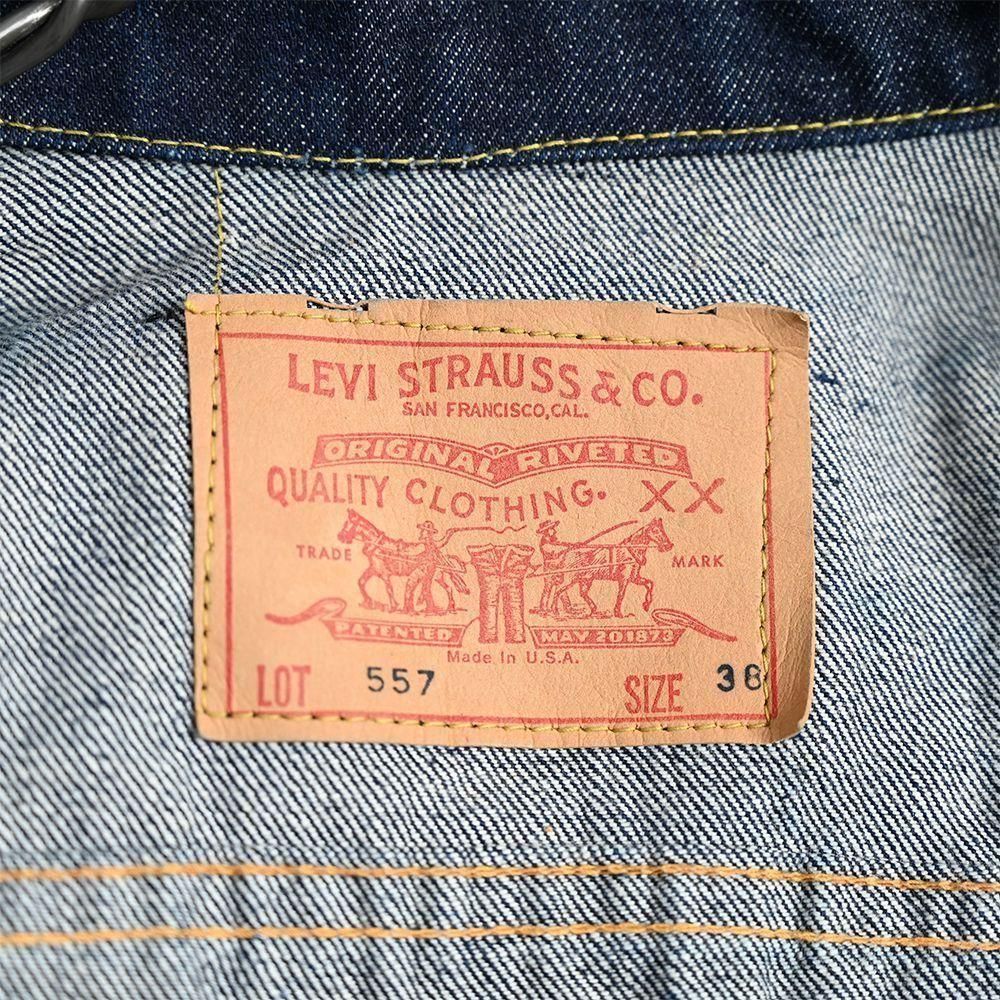 LEVI STRAUSS & CO.
SAN FRANCISCO, CAL.
ORIGINAL RIVETED
QUALITY CLOTHING. XX
TRADE MARK
PATENTED MAY 20 1873
Made in U.S.A.
LOT 557 SIZE 38